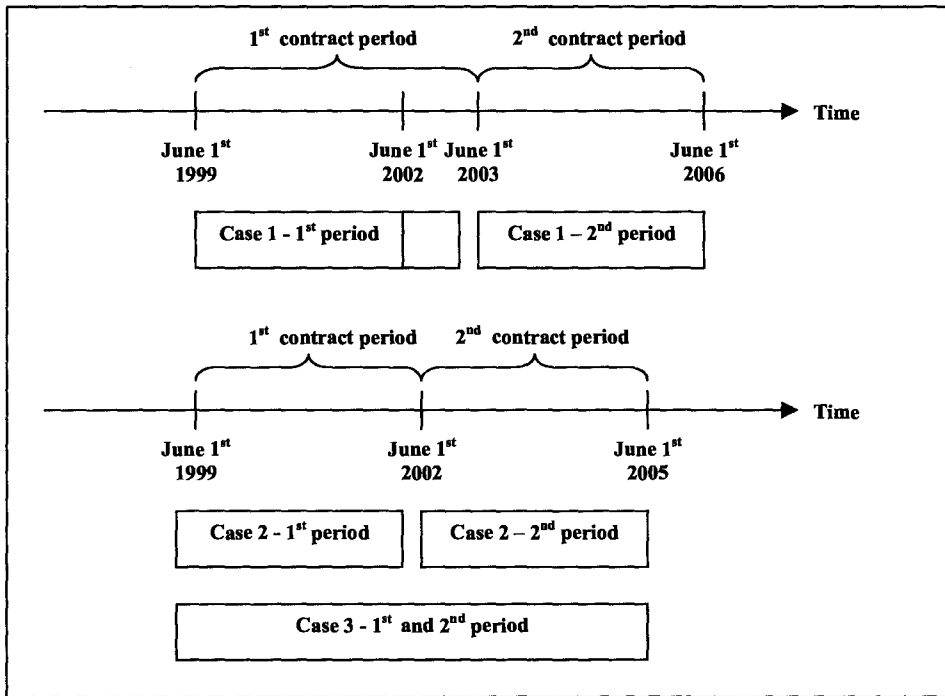 1st contract period 2nd contract period
Time
June 1st June 1st June 1st June 1st
1999 2002 2003 2006
Case 1 - 1st period Case 1 – 2nd period
1st contract period 2nd contract period
Time
June 1st June 1st June 1st
1999 2002 2005
Case 2 - 1st period Case 2 – 2nd period
Case 3 - 1st and 2nd period